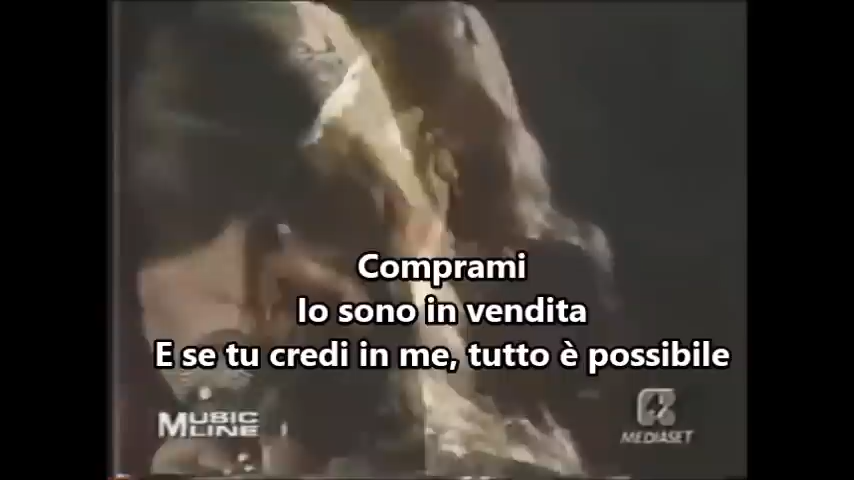 Comprami
Io sono in vendita
E se tu credi in me, tutto è possibile
MUSIC
LINE
MEDIASET